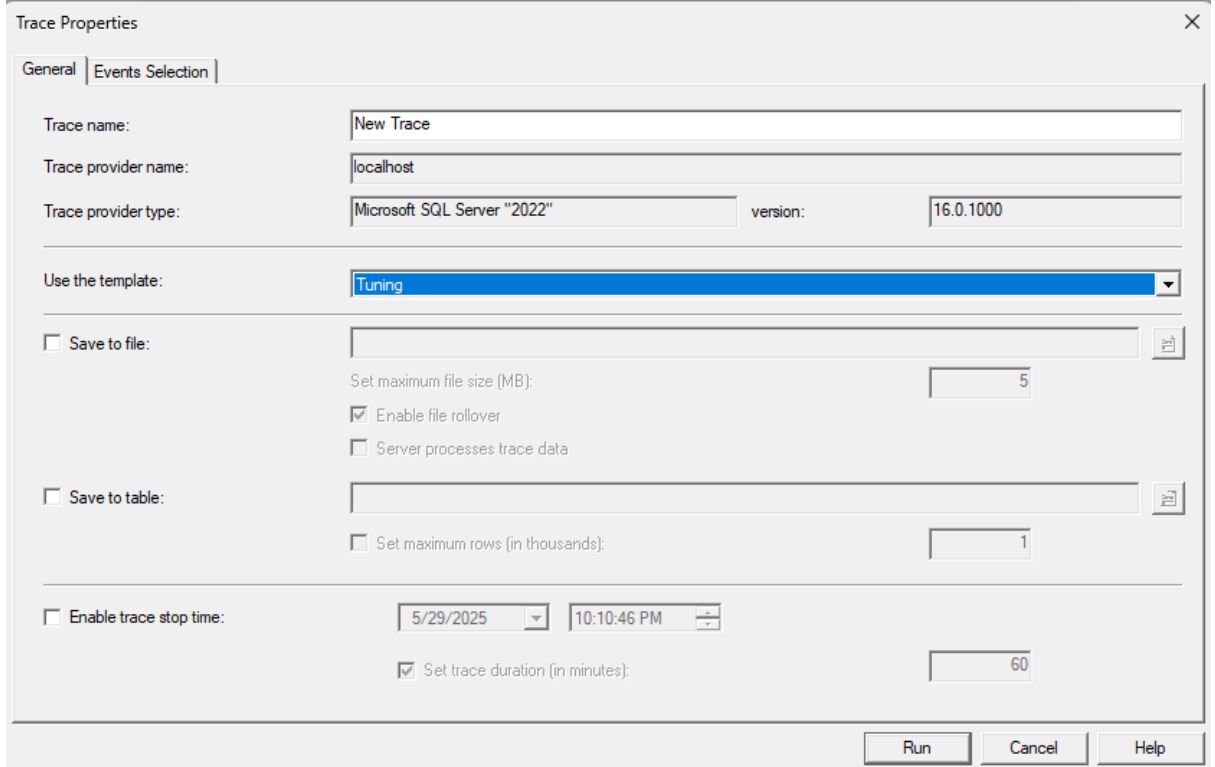 Trace Properties
General Events Selection
Trace name: New Trace
Trace provider name: localhost
Trace provider type: Microsoft SQL Server "2022" version: 16.0.1000
Use the template: Tuning
Save to file:
Set maximum file size (MB): 5
Enable file rollover
Server processes trace data
Save to table:
Set maximum rows (in thousands): 1
Enable trace stop time: 5/29/2025 10:10:46 PM
Set trace duration (in minutes): 60
Run Cancel Help